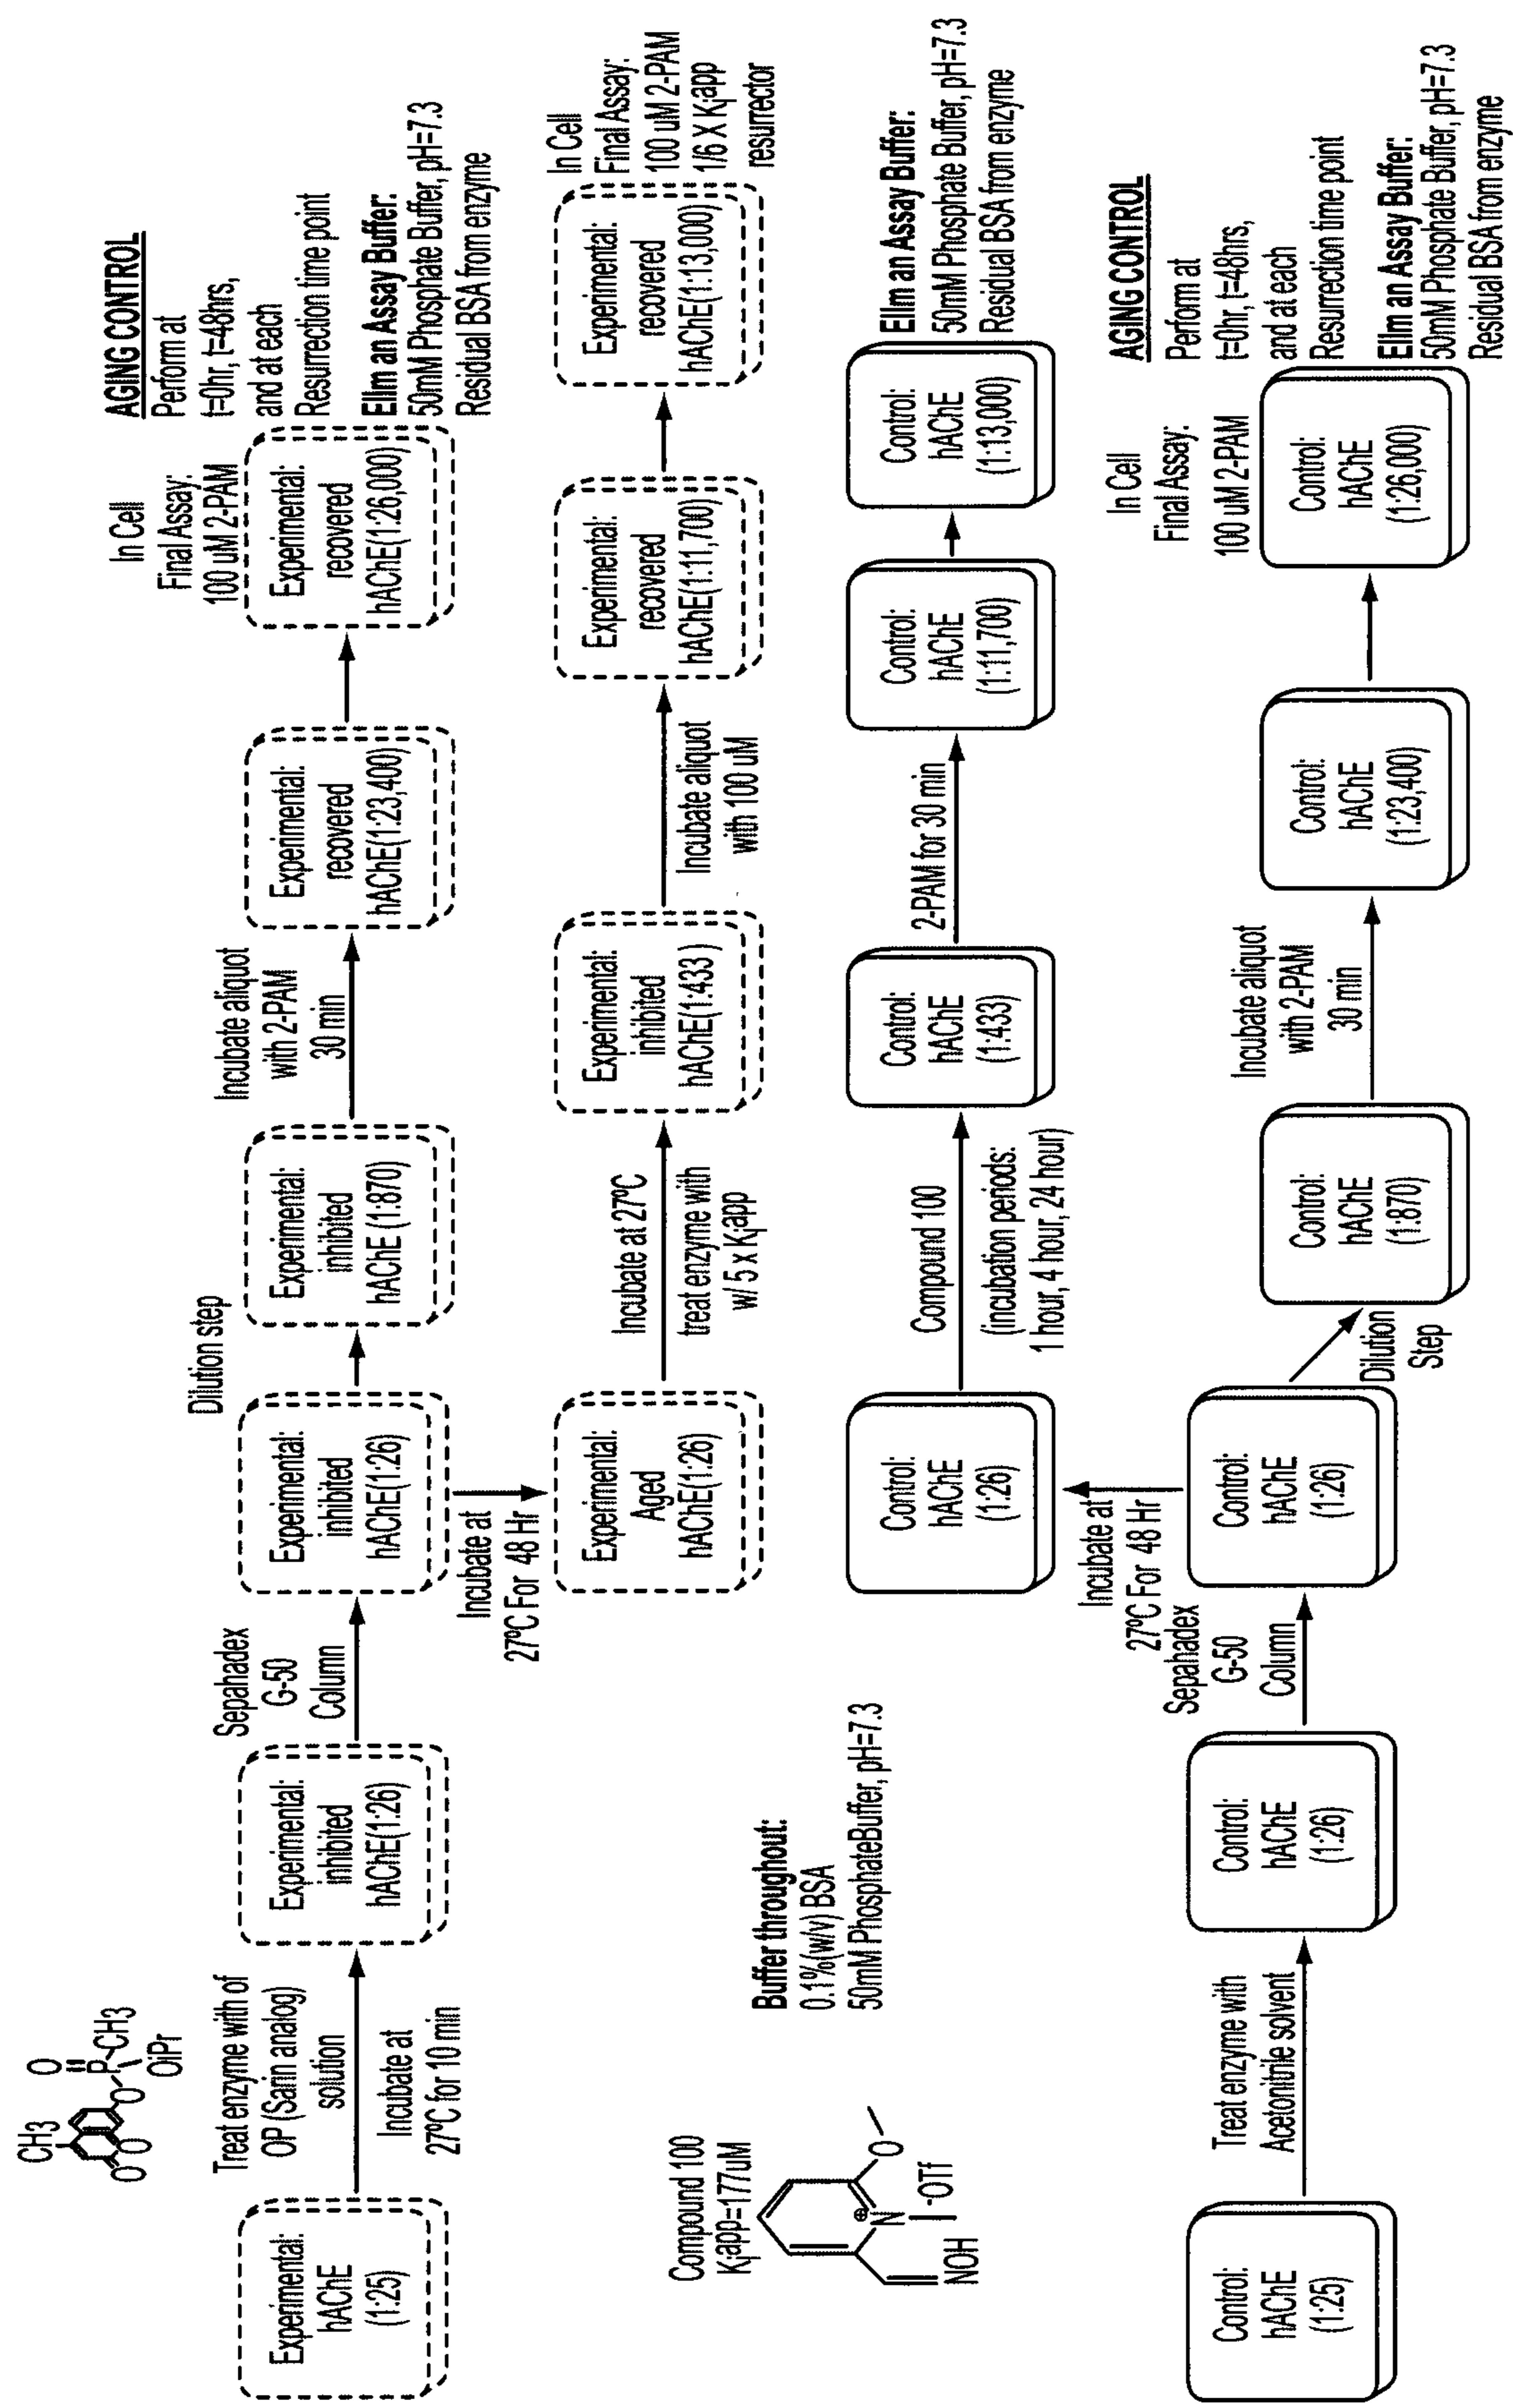 CH3
O
O
O
O
P
CH3
OiPr
Experimental:
hAChE
(1:25)
Treat enzyme with of
OP (Sarin analog)
solution
Incubate at
27ºC for 10 min
Experimental:
inhibited
hAChE(1:26)
Sepahadex
G-50
Column
Experimental:
inhibited
hAChE(1:26)
Dilution step
Experimental:
inhibited
hAChE (1:870)
Incubate aliquot
with 2-PAM
30 min
Experimental:
recovered
hAChE(1:23,400)
In Cell
Final Assay:
100 uM 2-PAM
Experimental:
recovered
hAChE(1:26,000)
AGING CONTROL
Perform at
t=0hr, t=48hrs,
and at each
Resurrection time point
Ellm an Assay Buffer:
50mM Phosphate Buffer, pH=7.3
Residual BSA from enzyme
Incubate at
27ºC For 48 Hr
Experimental:
Aged
hAChE(1:26)
Incubate at 27ºC
treat enzyme with
w/ 5 x Kiapp
Experimental:
inhibited
hAChE(1:433 )
Incubate aliquot
with 100 uM
Experimental:
recovered
hAChE(1:11,700)
Experimental:
recovered
hAChE(1:13,000)
In Cell
Final Assay:
100 uM 2-PAM
1/6 X Kiapp
resurrector
Compound 100
Kiapp=177uM
O
⊕
N
-OTf
NOH
Buffer throughout:
0.1%(w/v) BSA
50mM PhosphateBuffer, pH=7.3
Control:
hAChE
(1:26)
Compound 100
(incubation periods:
1 hour, 4 hour, 24 hour)
Control:
hAChE
(1:433)
2-PAM for 30 min
Control:
hAChE
(1:11,700)
Control:
hAChE
(1:13,000)
Ellm an Assay Buffer:
50mM Phosphate Buffer, pH=7.3
Residual BSA from enzyme
Incubate at
27ºC For 48 Hr
Control:
hAChE
(1:25)
Treat enzyme with
Acetonitrile solvent
Control:
hAChE
(1:26)
Sepahadex
G-50
Column
Control:
hAChE
(1:26)
Dilution
Step
Control:
hAChE
(1:870)
Incubate aliquot
with 2-PAM
30 min
Control:
hAChE
(1:23,400)
In Cell
Final Assay:
100 uM 2-PAM
Control:
hAChE
(1:26,000)
AGING CONTROL
Perform at
t=0hr, t=48hrs,
and at each
Resurrection time point
Ellm an Assay Buffer:
50mM Phosphate Buffer, pH=7.3
Residual BSA from enzyme